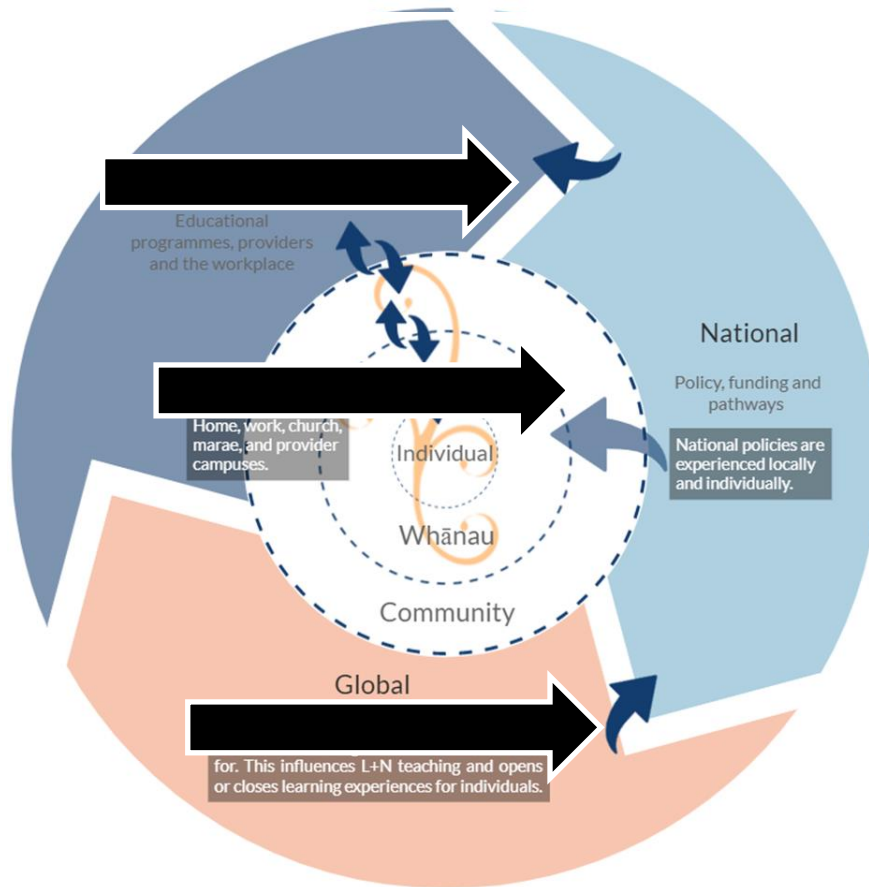 Educational
programmes, providers
and the workplace
National
Policy, funding and
pathways
National policies are
experienced locally
and individually.
Home, work, church,
marae, and provider
campuses.
Individual
Whānau
Community
Global
for. This influences L+N teaching and opens
or closes learning experiences for individuals.